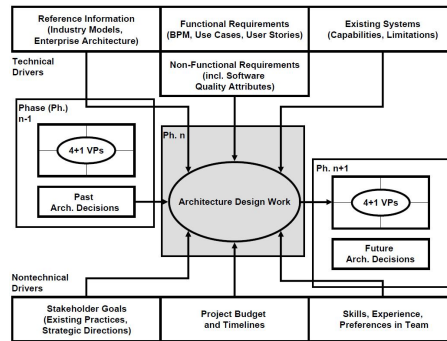 Reference Information
(Industry Models,
Enterprise Architecture)
Functional Requirements
(BPM, Use Cases, User Stories)
Existing Systems
(Capabilities, Limitations)
Technical
Drivers
Non-Functional Requirements
(incl. Software
Quality Attributes)
Phase (Ph.)
n-1
4+1 VPs
Past
Arch. Decisions
Ph. n
Architecture Design Work
Ph. n+1
4+1 VPs
Future
Arch. Decisions
Nontechnical
Drivers
Stakeholder Goals
(Existing Practices,
Strategic Directions)
Project Budget
and Timelines
Skills, Experience,
Preferences in Team